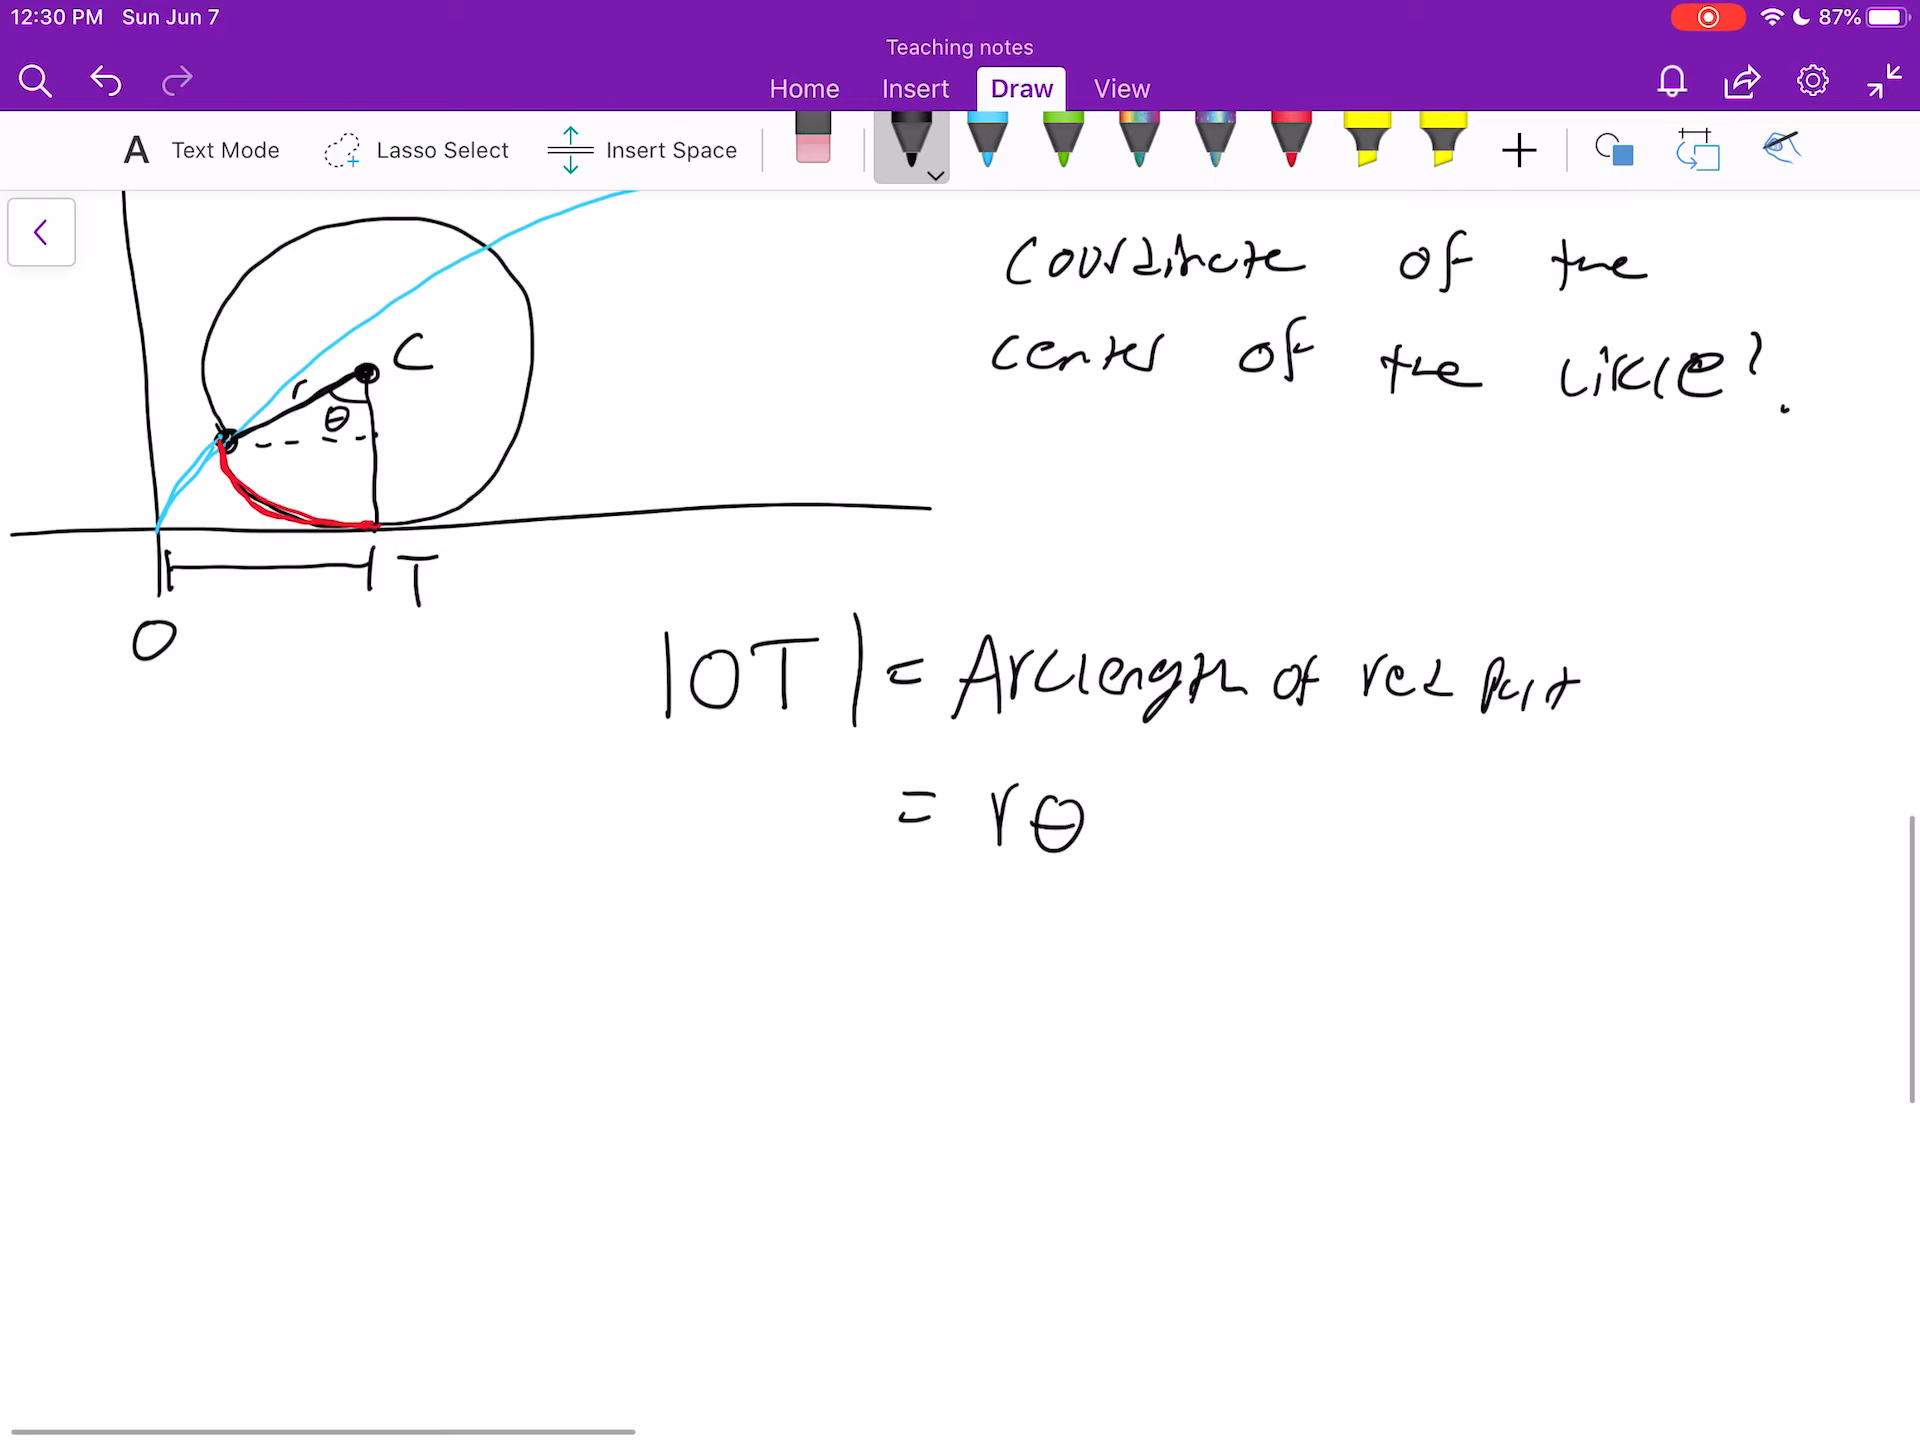 12:30 PM Sun Jun 7 87%
Teaching notes
Home Insert Draw View
A Text Mode Lasso Select Insert Space
Coordinate of the
center of the circle?
C
r
θ
T
O
|OT| = Arclength of red part
= rθ